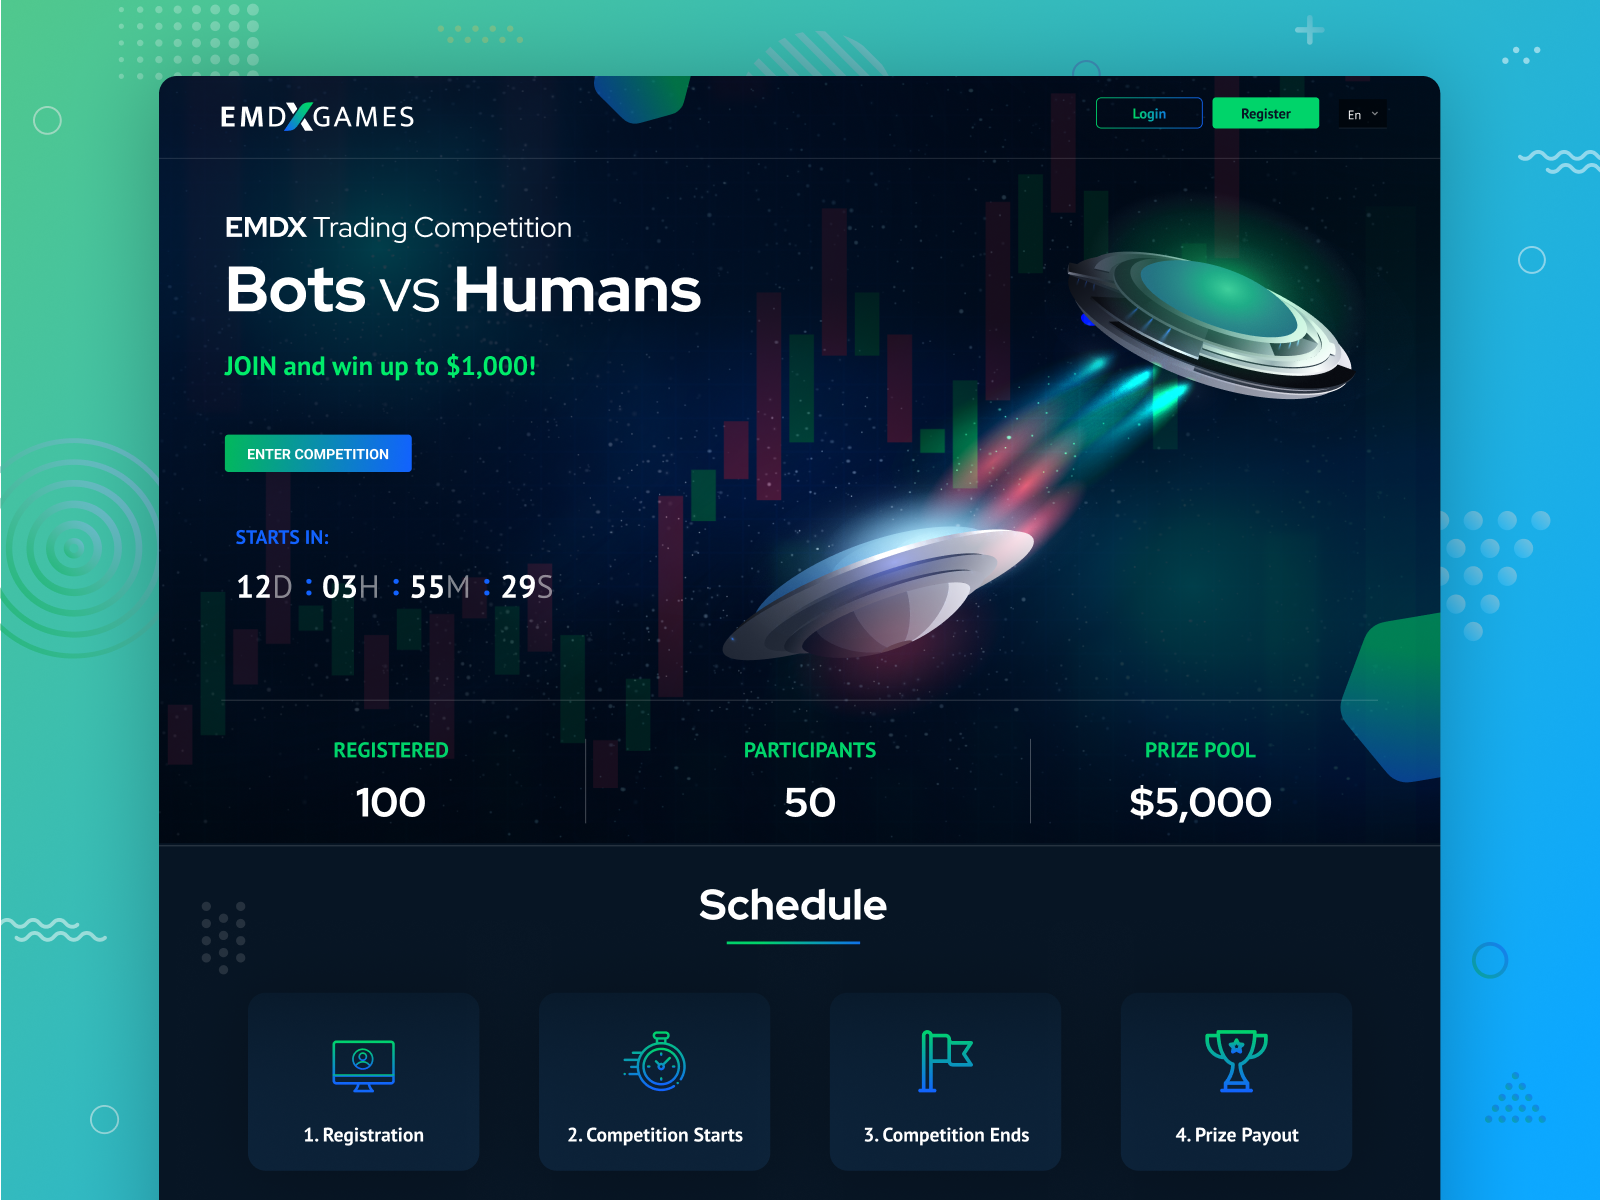 EMDXGAMES
Login
Register
En
EMDX Trading Competition
Bots vs Humans
JOIN and win up to $1,000!
ENTER COMPETITION
STARTS IN:
12D : 03H : 55M : 29S
REGISTERED
100
PARTICIPANTS
50
PRIZE POOL
$5,000
Schedule
1. Registration
2. Competition Starts
3. Competition Ends
4. Prize Payout